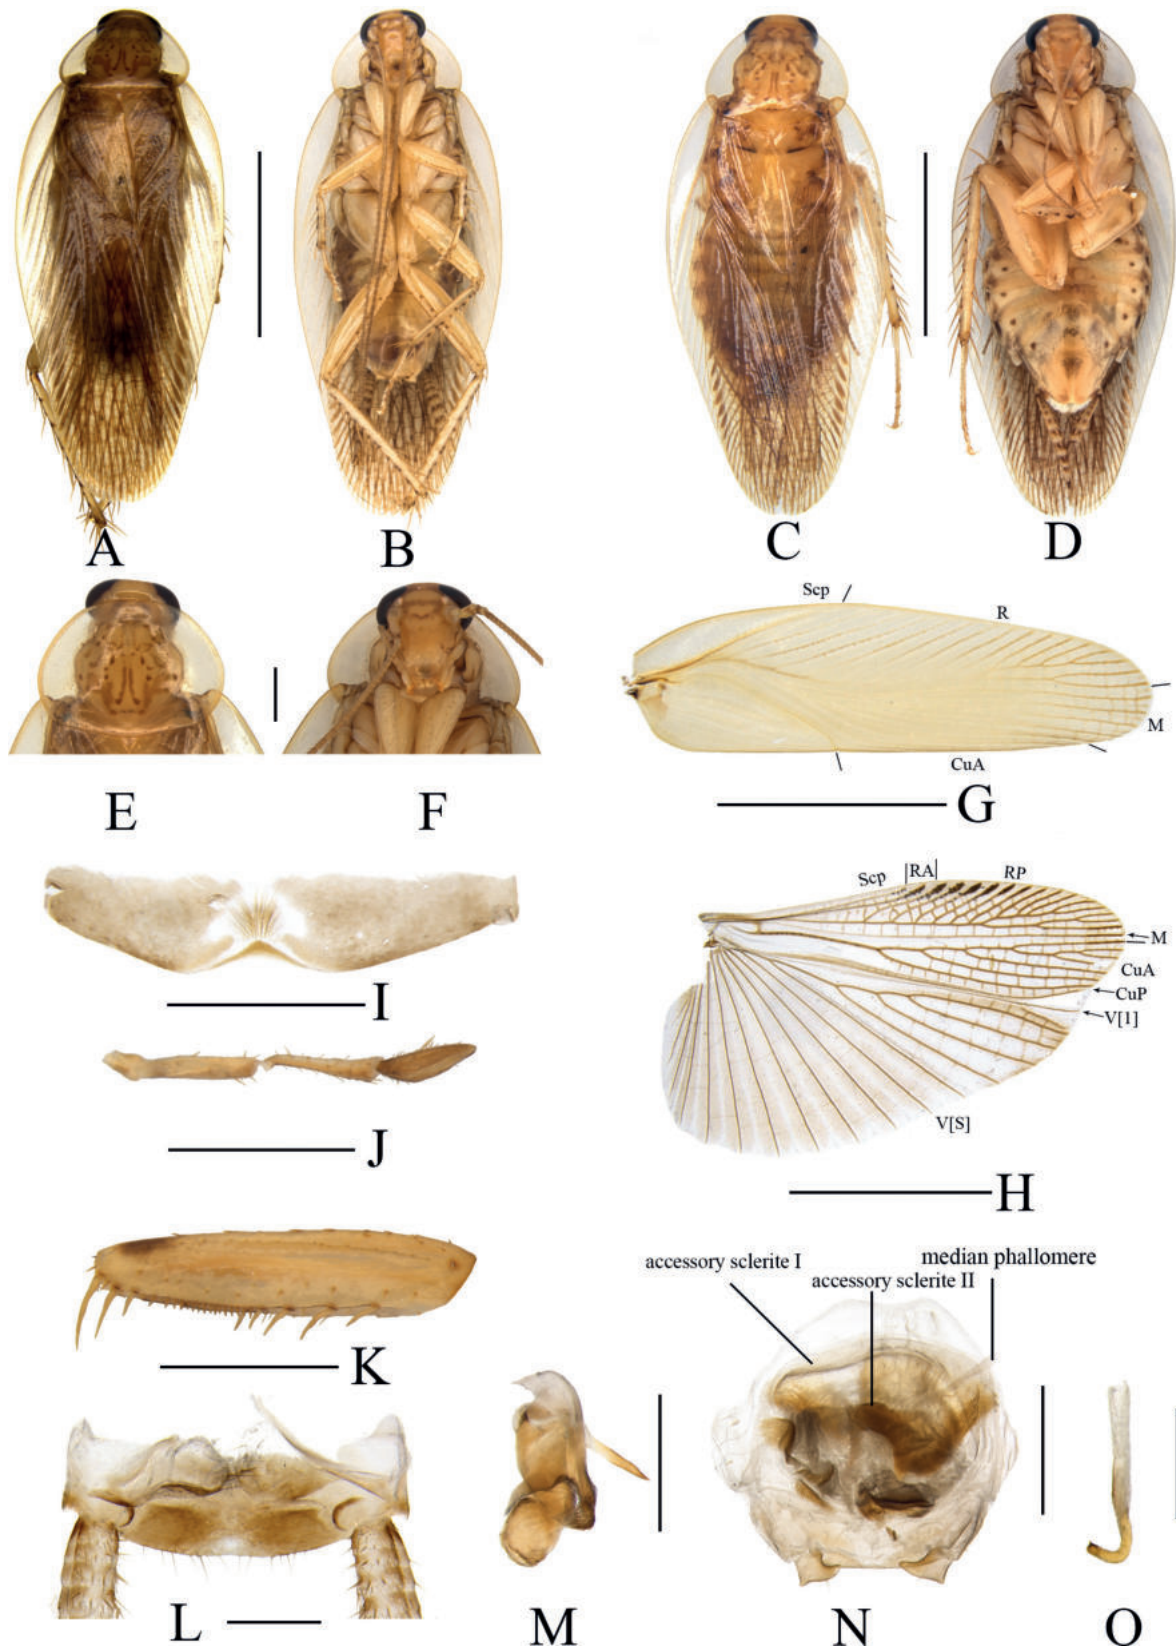 A
B
C
D
Scp
R
M
CuA
E
F
G
Scp
RA
RP
M
CuA
CuP
V[1]
V[S]
I
J
H
K
accessory sclerite I
accessory sclerite II
median phallomere
L
M
N
O